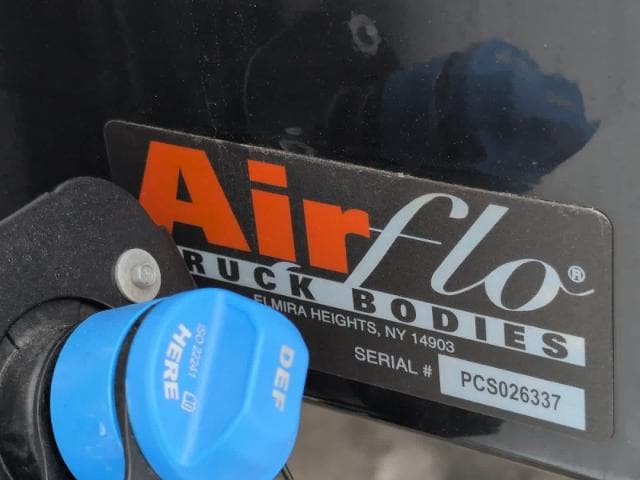 Airflo®
RUCK BODIES
ELMIRA HEIGHTS, NY 14903
SERIAL # PCS026337
DEF
ISO 22241
HERE